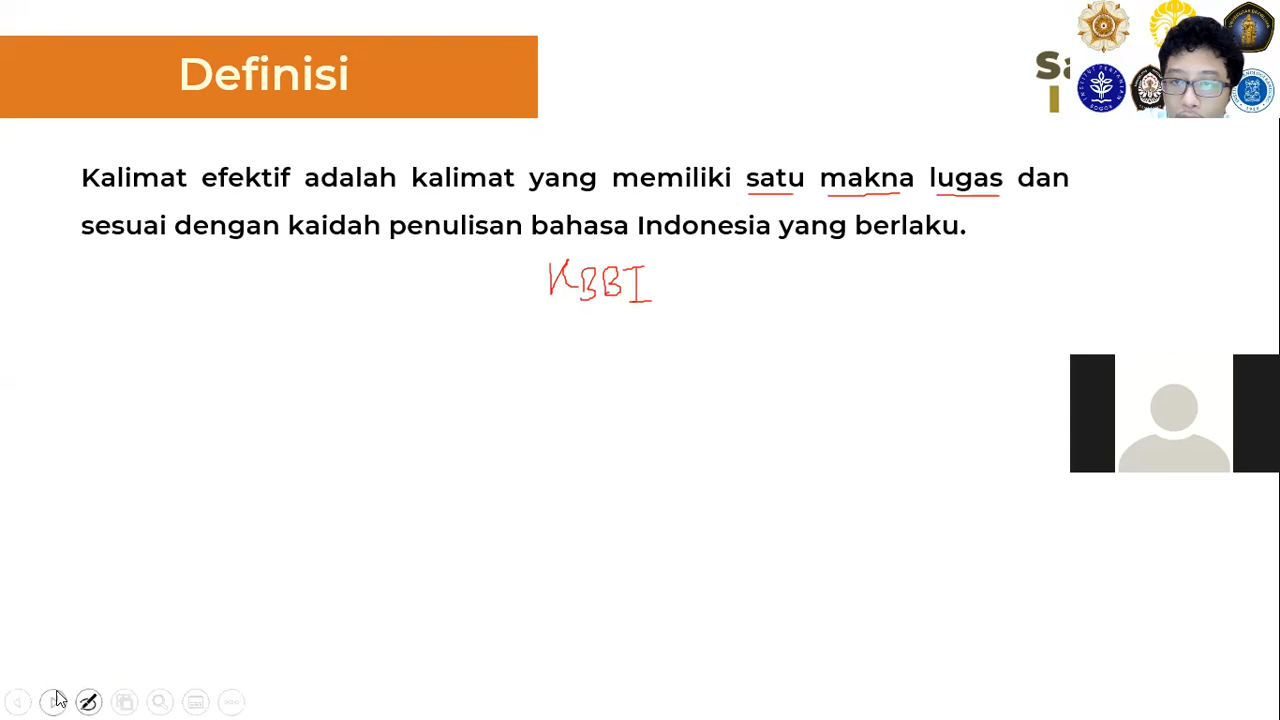 Definisi
Kalimat efektif adalah kalimat yang memiliki satu makna lugas dan
sesuai dengan kaidah penulisan bahasa Indonesia yang berlaku.
KBBI